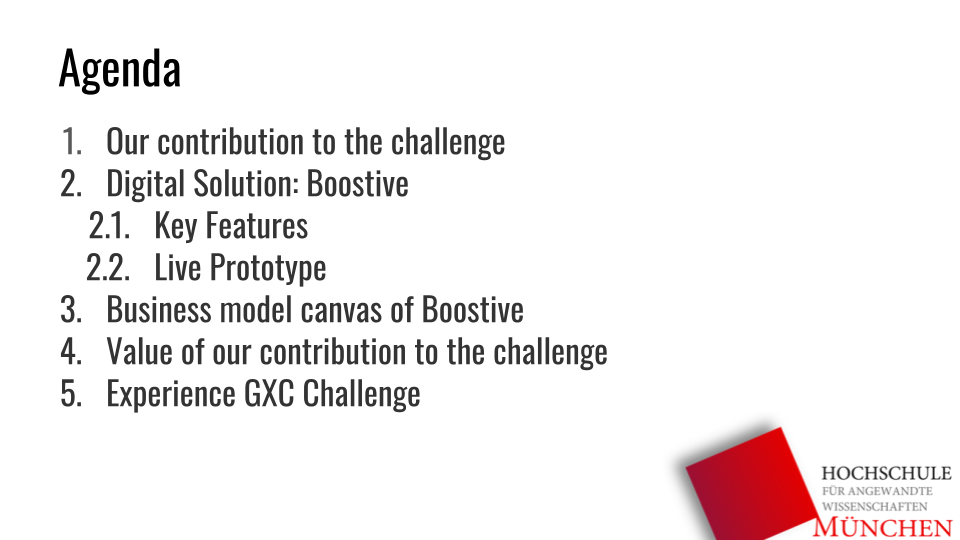 Agenda
1. Our contribution to the challenge
2. Digital Solution: Boostive
2.1. Key Features
2.2. Live Prototype
3. Business model canvas of Boostive
4. Value of our contribution to the challenge
5. Experience GXC Challenge
HOCHSCHULE
FÜR ANGEWANDTE
WISSENSCHAFTEN
MÜNCHEN